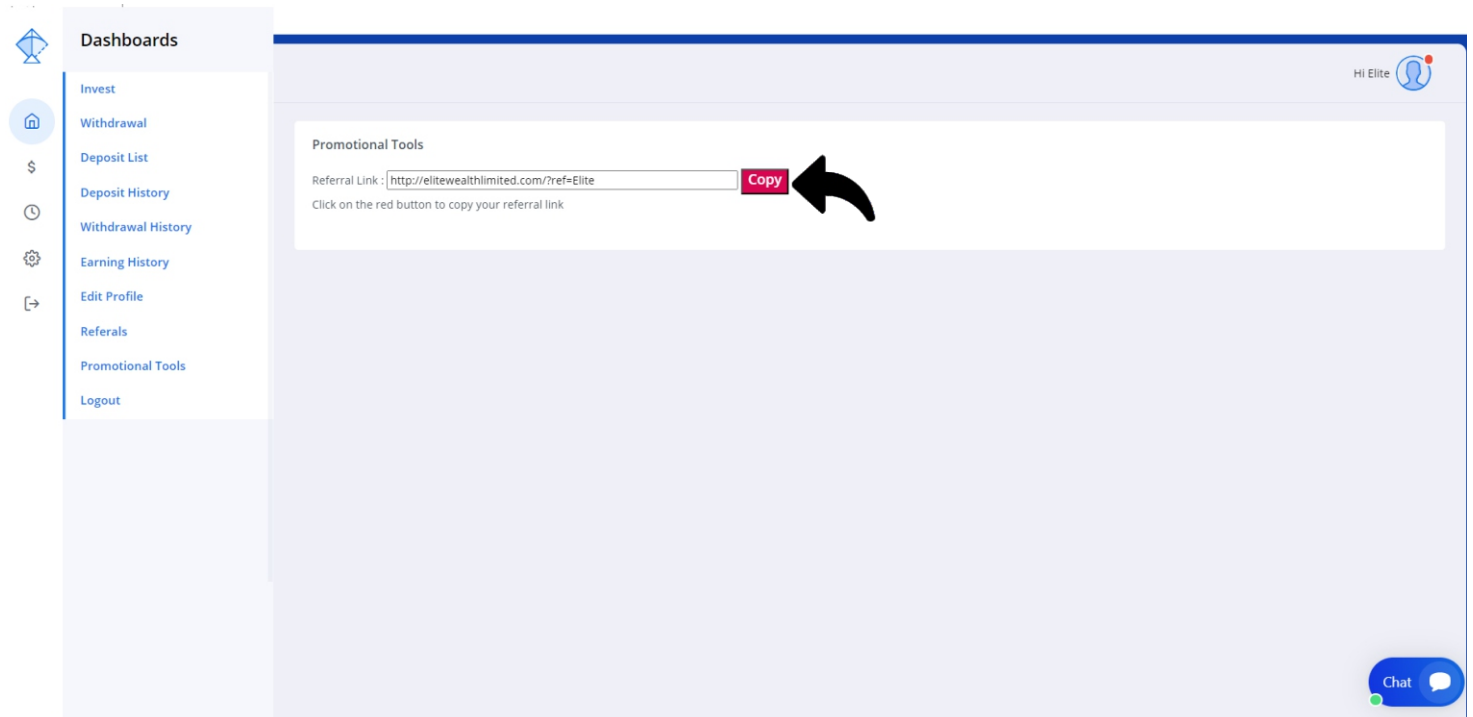 Dashboards
Invest
Withdrawal
Deposit List
Deposit History
Withdrawal History
Earning History
Edit Profile
Referals
Promotional Tools
Logout
Hi Elite
Promotional Tools
Referral Link : http://elitewealthlimited.com/?ref=Elite Copy
Click on the red button to copy your referral link
Chat